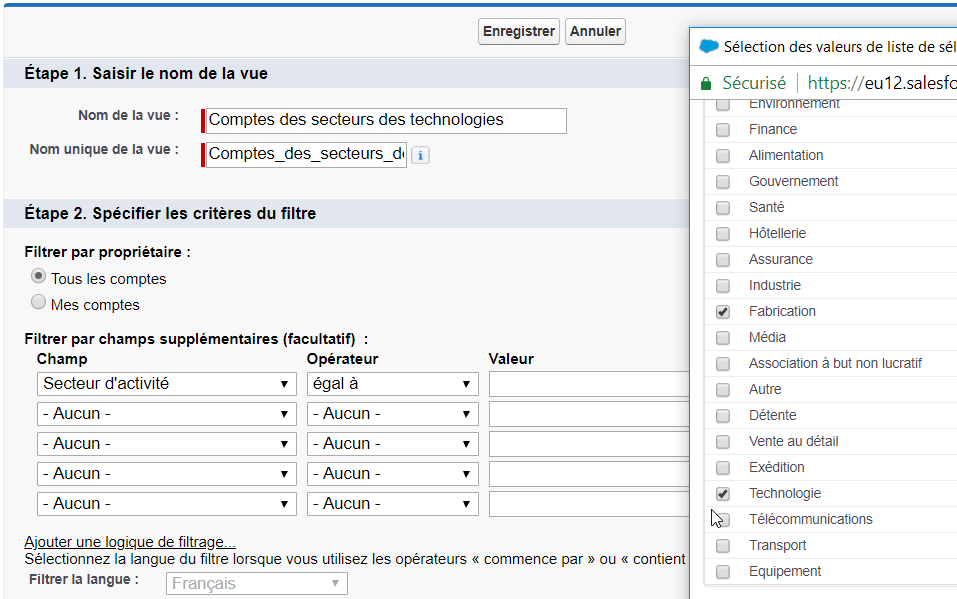 Enregistrer Annuler
Étape 1. Saisir le nom de la vue
Nom de la vue : Comptes des secteurs des technologies
Nom unique de la vue : Comptes_des_secteurs_de i
Étape 2. Spécifier les critères du filtre
Filtrer par propriétaire :
Tous les comptes
Mes comptes
Filtrer par champs supplémentaires (facultatif) :
Champ Opérateur Valeur
Secteur d'activité égal à
- Aucun - - Aucun -
- Aucun - - Aucun -
- Aucun - - Aucun -
- Aucun - - Aucun -
Ajouter une logique de filtrage...
Sélectionnez la langue du filtre lorsque vous utilisez les opérateurs « commence par » ou « contient
Filtrer la langue : Français
Sélection des valeurs de liste de sél
Sécurisé https://eu12.salesfo
Environnement
Finance
Alimentation
Gouvernement
Santé
Hôtellerie
Assurance
Industrie
Fabrication
Média
Association à but non lucratif
Autre
Détente
Vente au détail
Exédition
Technologie
Télécommunications
Transport
Equipement